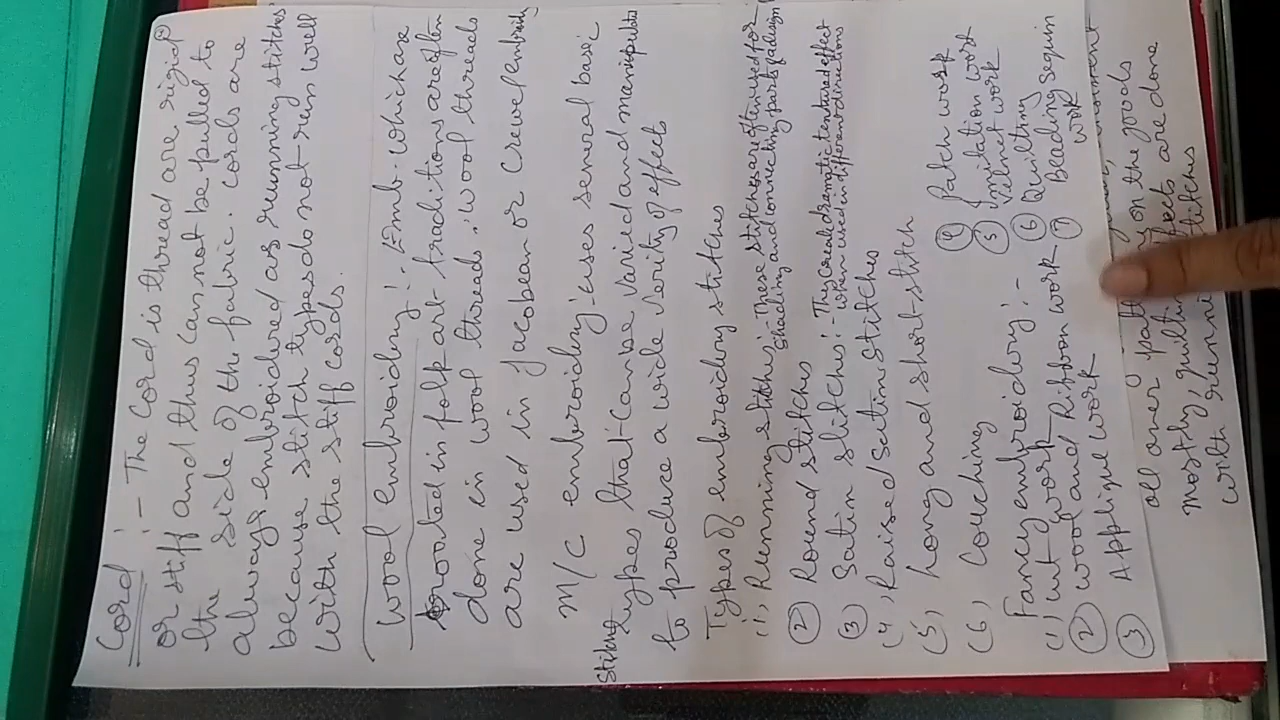 Cord :- The Cord is thread are rigid
or stiff and thus can not be pulled to
the side of the fabric. cords are
always embroidered as running stitches
because stitch types do not run well
with the stiff cords.
Wool embroidery :- Emb. which are
rooted in folk art traditions are often
done in wool threads. wool threads
are used in Jacobean or crewel
M/C embroidery uses several basic
stitch types that can be varied and manipulated
to produce a wide verity of effects
Types of embroidery stitches
(1) Running stitches :- These stitches are often used for
shading and connecting parts of a design
(2) Round stitches
(3) Satin stitches :- This create dramatic textured effect
when used in different directions
(4) Raised Satin Stitches
(5) Long and short stitch
(6) Couching
Fancy embroidery :-
(1) Cut work
(2) wool and Ribbon work
(3) Applique work
(4) Patch work
(5) imitation work
velvet work
(6) Quilting
(7) Beading sequin
work
all over on the goods
mostly, are done
with